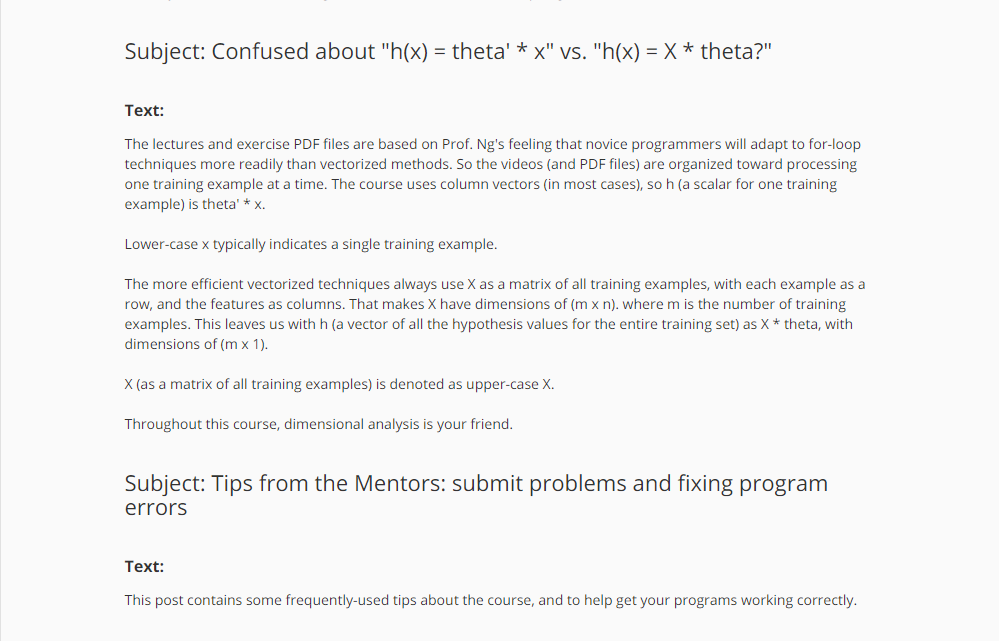 Subject: Confused about "h(x) = theta' * x" vs. "h(x) = X * theta?"
Text:
The lectures and exercise PDF files are based on Prof. Ng's feeling that novice programmers will adapt to for-loop
techniques more readily than vectorized methods. So the videos (and PDF files) are organized toward processing
one training example at a time. The course uses column vectors (in most cases), so h (a scalar for one training
example) is theta' * x.
Lower-case x typically indicates a single training example.
The more efficient vectorized techniques always use X as a matrix of all training examples, with each example as a
row, and the features as columns. That makes X have dimensions of (m x n). where m is the number of training
examples. This leaves us with h (a vector of all the hypothesis values for the entire training set) as X * theta, with
dimensions of (m x 1).
X (as a matrix of all training examples) is denoted as upper-case X.
Throughout this course, dimensional analysis is your friend.
Subject: Tips from the Mentors: submit problems and fixing program
errors
Text:
This post contains some frequently-used tips about the course, and to help get your programs working correctly.